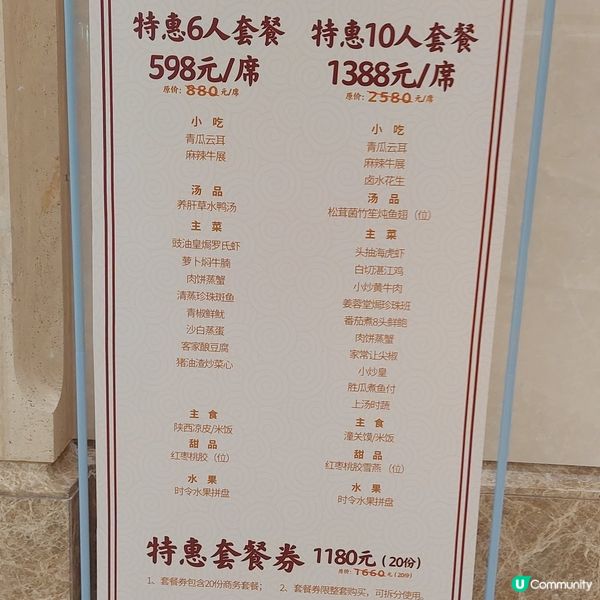 特惠6人套餐
598元/席
原价：880元/席
小 吃
青瓜云耳
麻辣牛展
汤 品
养肝草水鸭汤
主 菜
豉油皇焗罗氏虾
萝卜焖牛腩
肉饼蒸蟹
清蒸珍珠斑鱼
青椒鲜鱿
沙白蒸蛋
客家酿豆腐
猪油渣炒菜心
主 食
陕西凉皮/米饭
甜 品
红枣桃胶（位）
水 果
时令水果拼盘
特惠10人套餐
1388元/席
原价：2580元/席
小 吃
青瓜云耳
麻辣牛展
卤水花生
汤 品
松茸菌竹笙炖鱼翅（位）
主 菜
头抽海虎虾
白切湛江鸡
小炒黄牛肉
姜蓉堂焗珍珠班
番茄煮8头鲜鲍
肉饼蒸蟹
家常让尖椒
小炒皇
胜瓜煮鱼付
上汤时蔬
主 食
潼关馍/米饭
甜 品
红枣桃胶雪燕（位）
水 果
时令水果拼盘
特惠套餐券 1180元（20份）
原价：1660元（20份）
1、套餐券包含20份商务套餐； 2、套餐券限整套购买，可拆分使用。
U Community